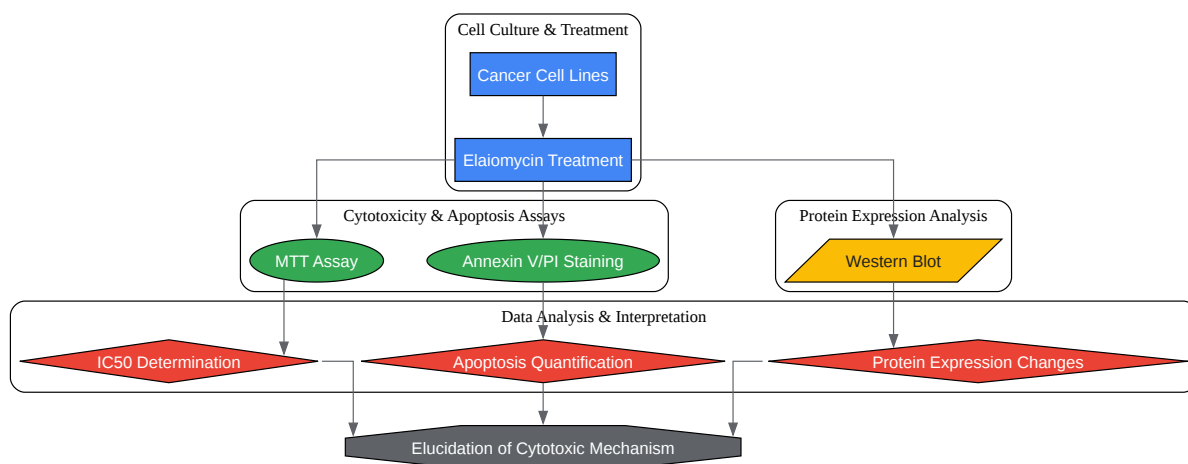 Cell Culture & Treatment
Cancer Cell Lines
Elaiomycin Treatment
Cytotoxicity & Apoptosis Assays
Protein Expression Analysis
MTT Assay
Annexin V/PI Staining
Western Blot
Data Analysis & Interpretation
IC50 Determination
Apoptosis Quantification
Protein Expression Changes
Elucidation of Cytotoxic Mechanism